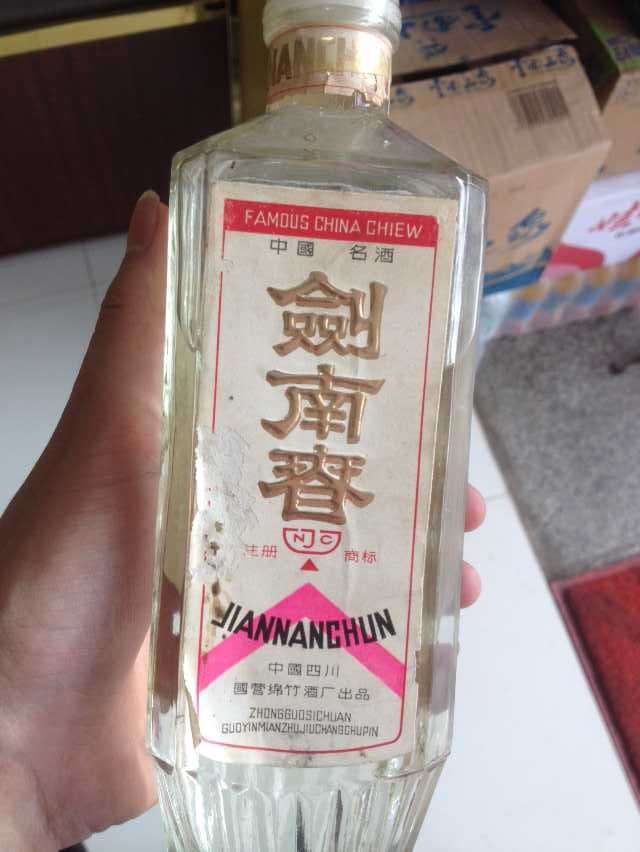 FAMOUS CHINA CHIEW
中國 名酒
劍南春
NJC
注册 商标
JIANNANCHUN
中國四川
國营绵竹酒厂出品
ZHONGGUOSICHUAN
GUOYINMIANZHUJIUCHANGCHUPIN